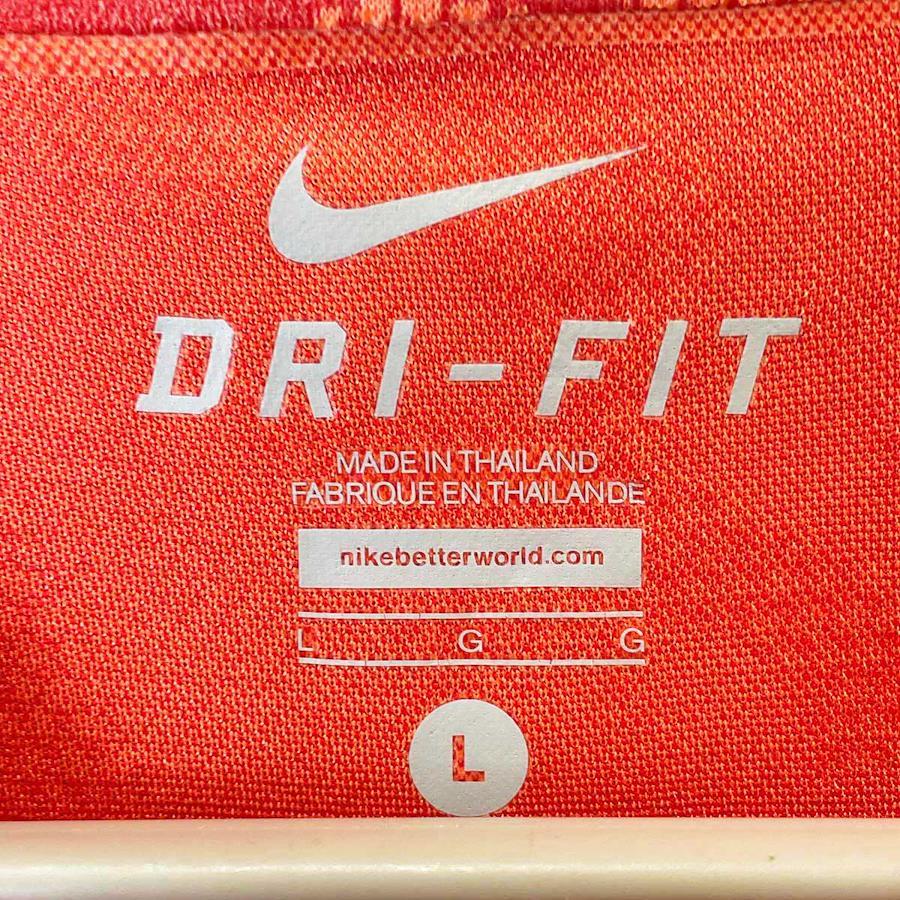 DRI-FIT
MADE IN THAILAND
FABRIQUE EN THAILANDE
nikebetterworld.com
L G G
L